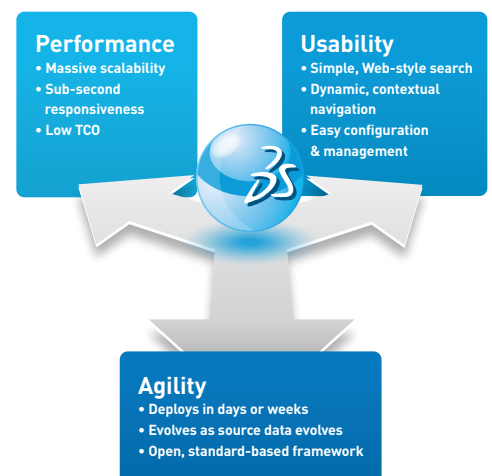 Performance
• Massive scalability
• Sub-second
responsiveness
• Low TCO
Usability
• Simple, Web-style search
• Dynamic, contextual
navigation
• Easy configuration
& management
Agility
• Deploys in days or weeks
• Evolves as source data evolves
• Open, standard-based framework